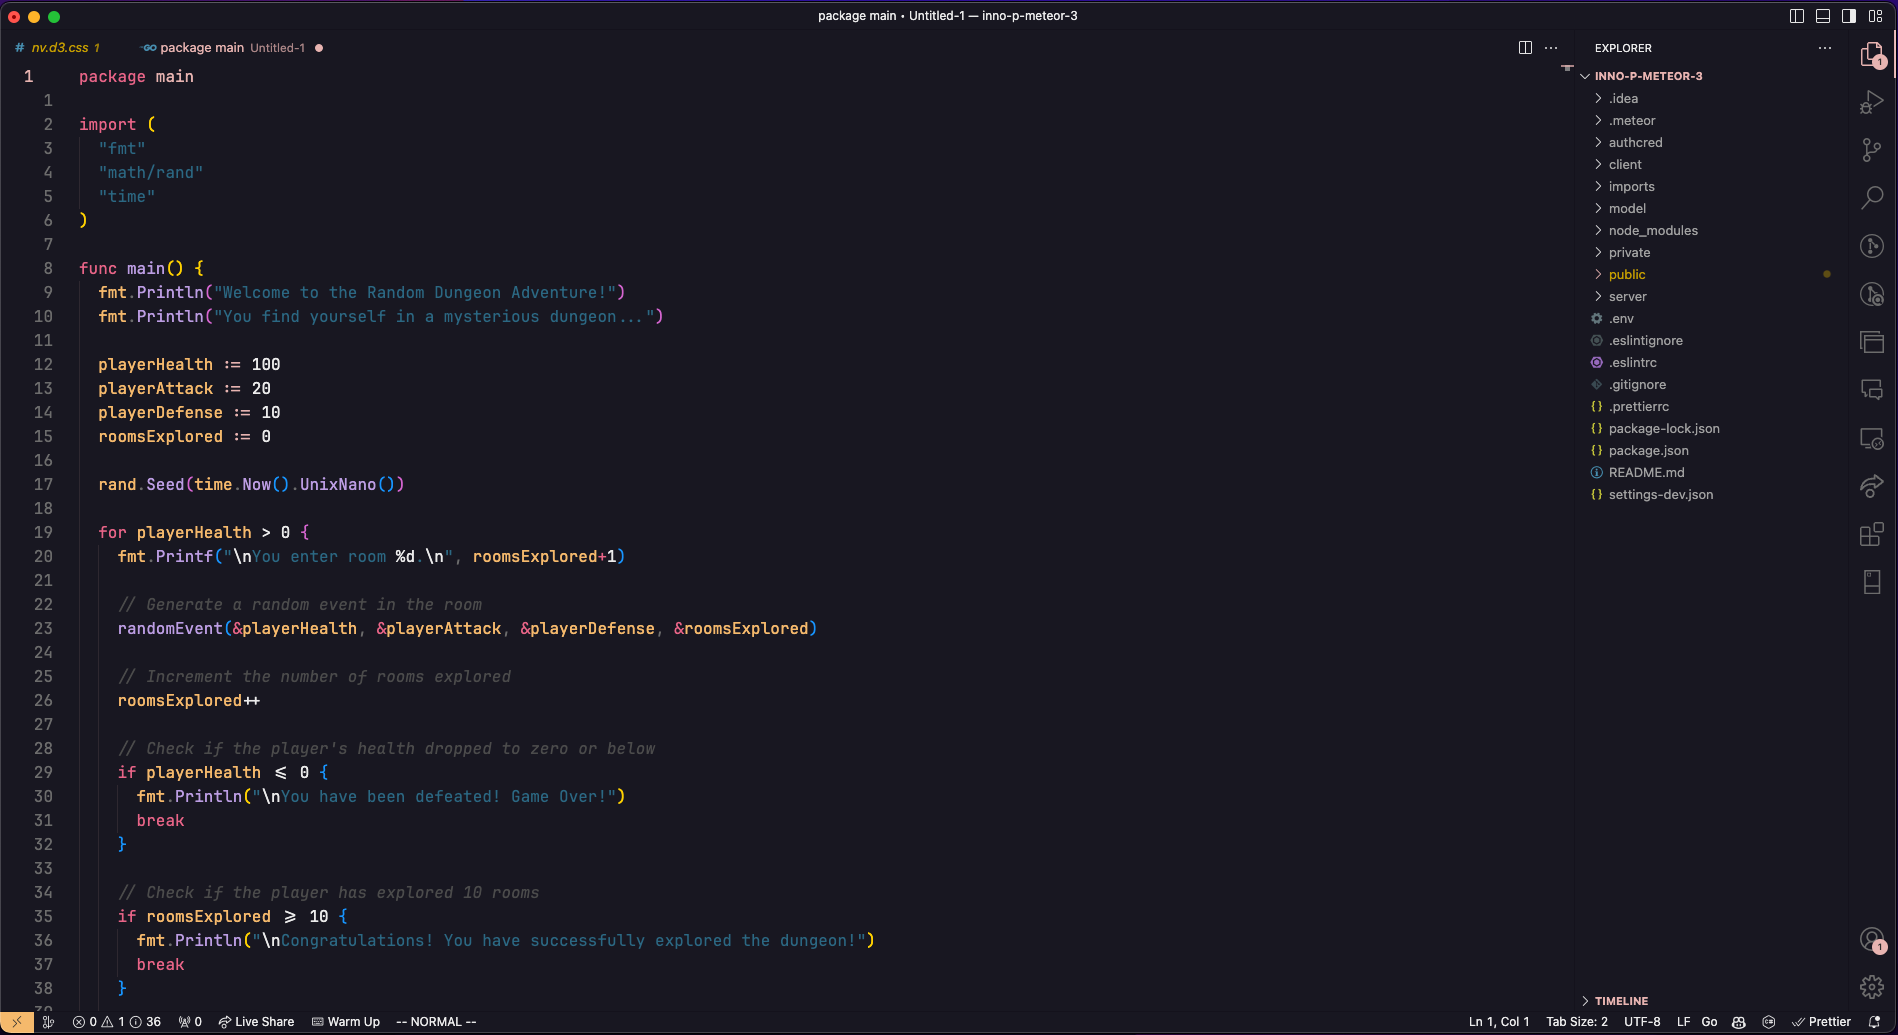 package main • Untitled-1 — inno-p-meteor-3
# nv.d3.css 1
GO package main Untitled-1 ●
1 package main
1
2 import (
3 "fmt"
4 "math/rand"
5 "time"
6 )
7
8 func main() {
9 fmt.Println("Welcome to the Random Dungeon Adventure!")
10 fmt.Println("You find yourself in a mysterious dungeon...")
11
12 playerHealth := 100
13 playerAttack := 20
14 playerDefense := 10
15 roomsExplored := 0
16
17 rand.Seed(time.Now().UnixNano())
18
19 for playerHealth > 0 {
20 fmt.Printf("\nYou enter room %d.\n", roomsExplored+1)
21
22 // Generate a random event in the room
23 randomEvent(&playerHealth, &playerAttack, &playerDefense, &roomsExplored)
24
25 // Increment the number of rooms explored
26 roomsExplored++
27
28 // Check if the player's health dropped to zero or below
29 if playerHealth <= 0 {
30 fmt.Println("\nYou have been defeated! Game Over!")
31 break
32 }
33
34 // Check if the player has explored 10 rooms
35 if roomsExplored >= 10 {
36 fmt.Println("\nCongratulations! You have successfully explored the dungeon!")
37 break
38 }
EXPLORER
INNO-P-METEOR-3
.idea
.meteor
authcred
client
imports
model
node_modules
private
public
server
.env
.eslintignore
.eslintrc
.gitignore
{} .prettierrc
{} package-lock.json
{} package.json
README.md
{} settings-dev.json
TIMELINE
1
1
0 1 36 0 Live Share Warm Up -- NORMAL --
Ln 1, Col 1 Tab Size: 2 UTF-8 LF Go Prettier